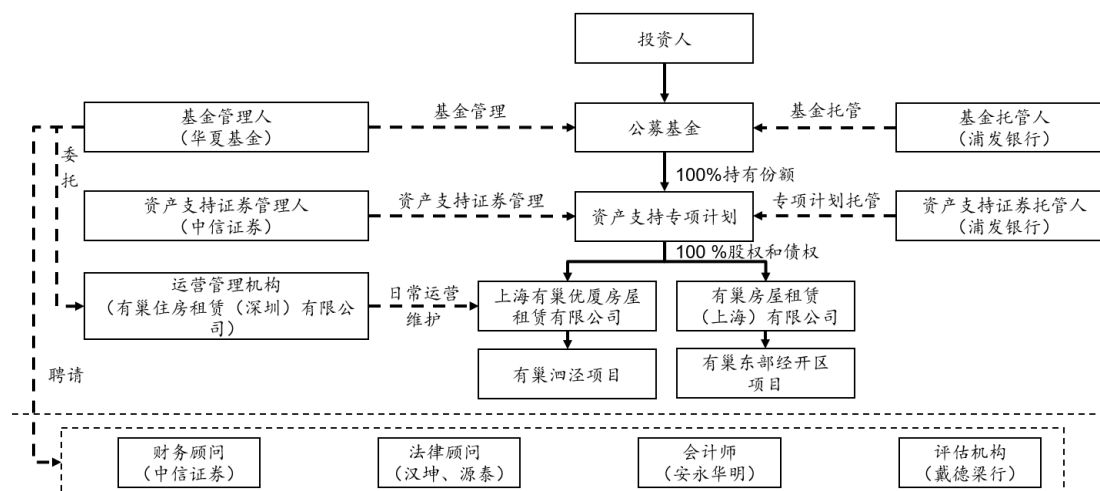 投资人
基金管理人
（华夏基金）
基金管理
公募基金
基金托管
基金托管人
（浦发银行）
委
托
100%持有份额
资产支持证券管理人
（中信证券）
资产支持证券管理
资产支持专项计划
专项计划托管
资产支持证券托管人
（浦发银行）
100 %股权和债权
运营管理机构
（有巢住房租赁（深圳）有限公
司）
日常运营
维护
上海有巢优厦房屋
租赁有限公司
有巢房屋租赁
（上海）有限公司
聘请
有巢泗泾项目
有巢东部经开区
项目
财务顾问
（中信证券）
法律顾问
（汉坤、源泰）
会计师
（安永华明）
评估机构
（戴德梁行）